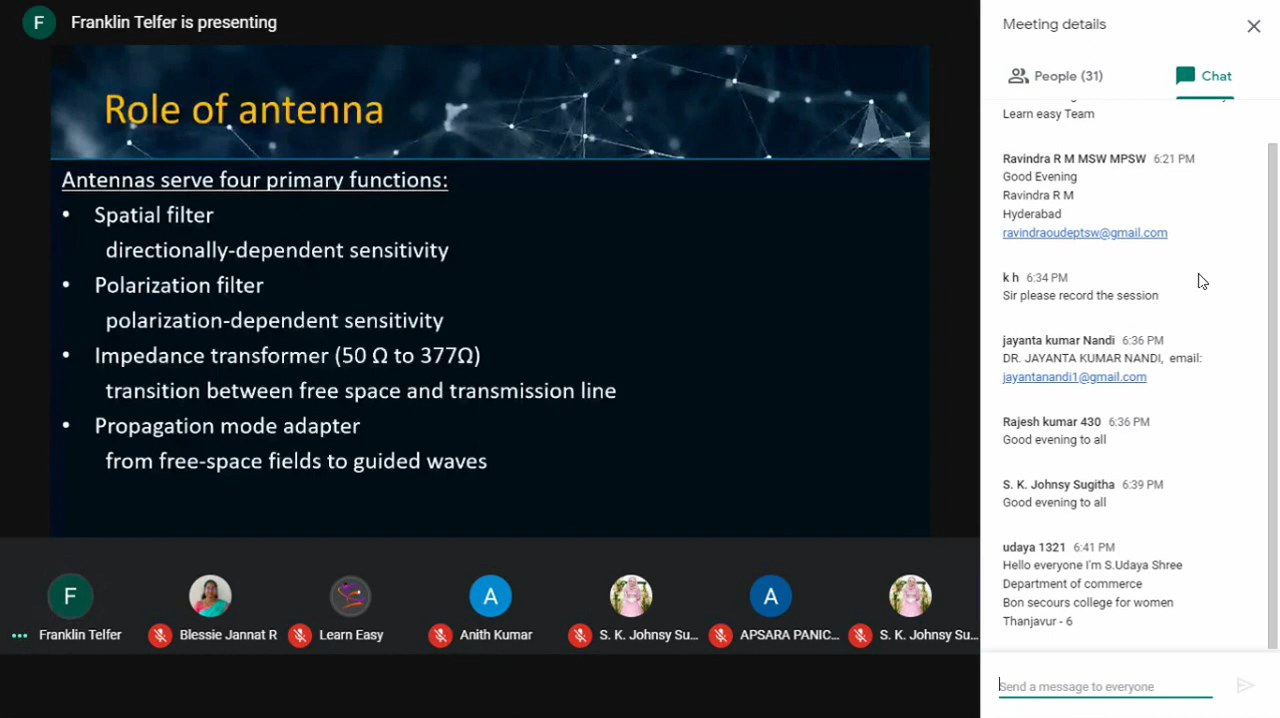 F Franklin Telfer is presenting
Role of antenna
Antennas serve four primary functions:
• Spatial filter
directionally-dependent sensitivity
• Polarization filter
polarization-dependent sensitivity
• Impedance transformer (50 Ω to 377Ω)
transition between free space and transmission line
• Propagation mode adapter
from free-space fields to guided waves
F
A
A
Franklin Telfer
Blessie Jannat R
Learn Easy
Anith Kumar
S. K. Johnsy Su...
APSARA PANIC...
S. K. Johnsy Su...
Meeting details
People (31)
Chat
Learn easy Team
Ravindra R M MSW MPSW 6:21 PM
Good Evening
Ravindra R M
Hyderabad
ravindraoudeptsw@gmail.com
k h 6:34 PM
Sir please record the session
jayanta kumar Nandi 6:36 PM
DR. JAYANTA KUMAR NANDI, email:
jayantanandi1@gmail.com
Rajesh kumar 430 6:36 PM
Good evening to all
S. K. Johnsy Sugitha 6:39 PM
Good evening to all
udaya 1321 6:41 PM
Hello everyone I'm S.Udaya Shree
Department of commerce
Bon secours college for women
Thanjavur - 6
Send a message to everyone